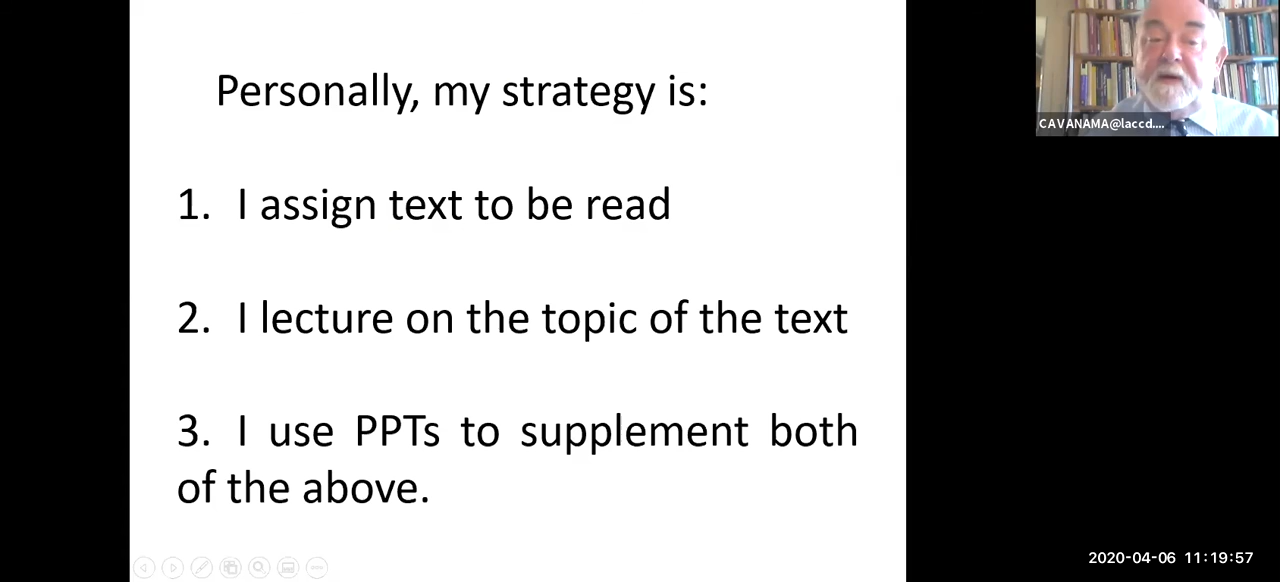 Personally, my strategy is:
1. I assign text to be read
2. I lecture on the topic of the text
3. I use PPTs to supplement both
of the above.
CAVANAMA@laccd....
2020-04-06 11:19:57